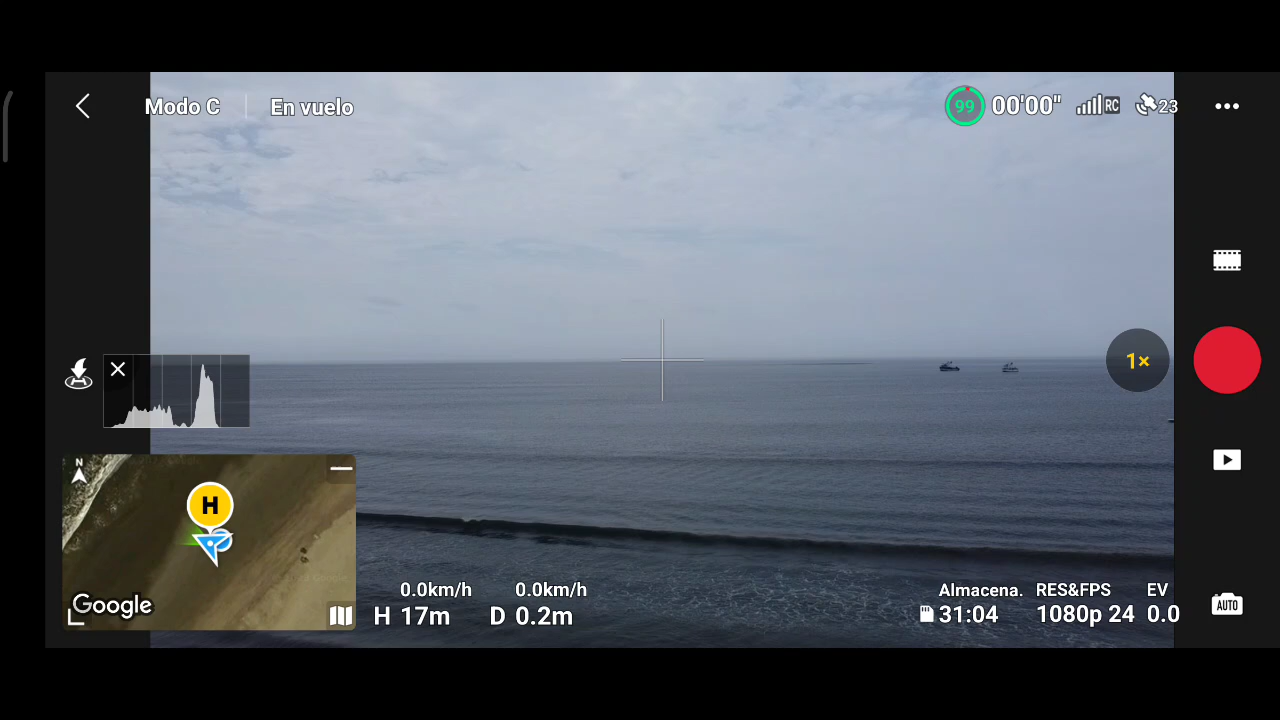 Modo C
En vuelo
99
00'00"
RC
23
1×
N
H
Google
0.0km/h
0.0km/h
H 17m
D 0.2m
Almacena.
RES&FPS
EV
31:04
1080p 24
0.0
AUTO